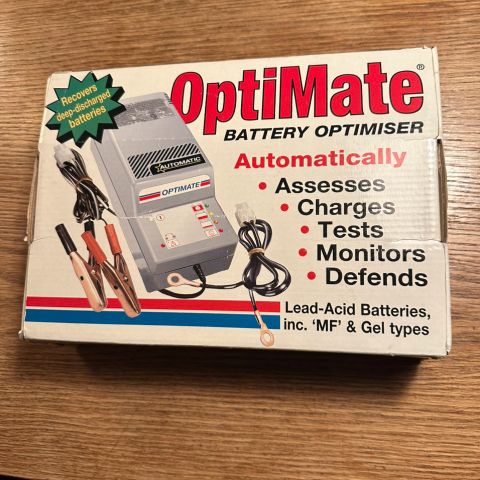 Recovers
deep-discharged
batteries
OptiMate®
BATTERY OPTIMISER
Automatically
• Assesses
• Charges
• Tests
• Monitors
• Defends
Lead-Acid Batteries,
inc. 'MF' & Gel types
AUTOMATIC
OPTIMATE